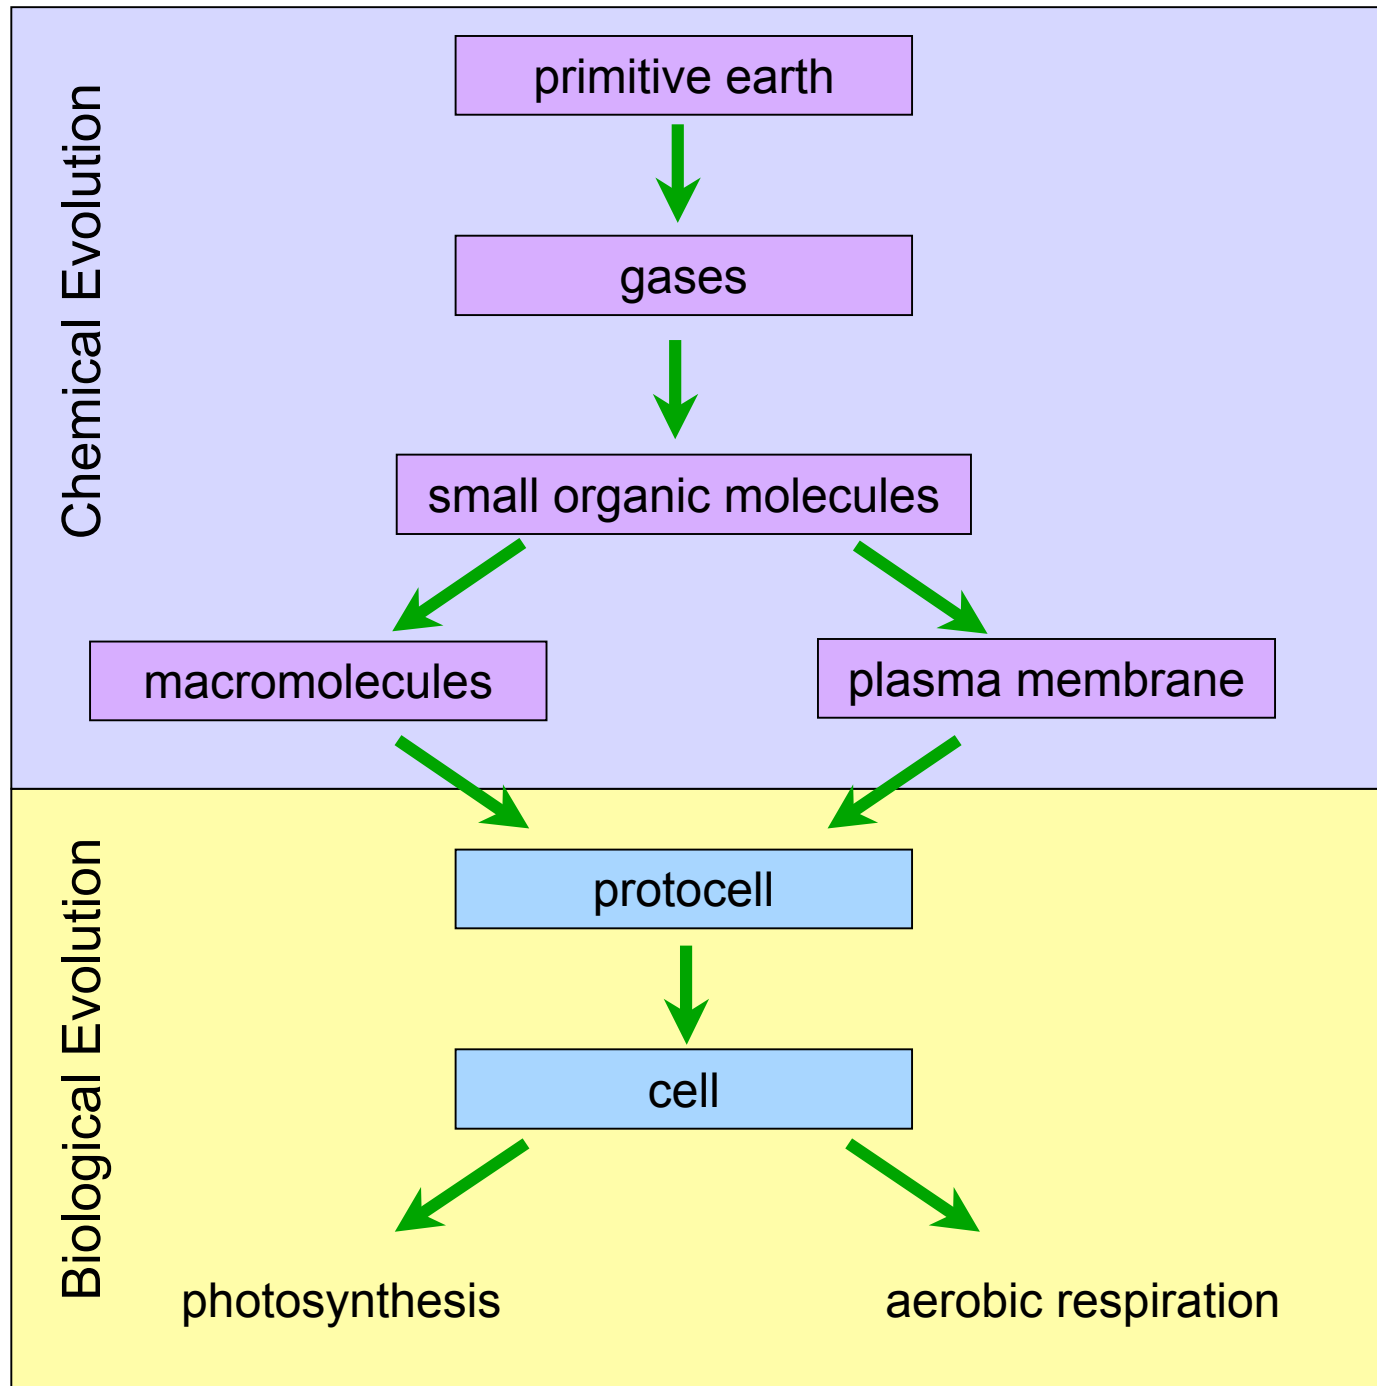 Chemical Evolution
primitive earth
gases
small organic molecules
macromolecules
plasma membrane
Biological Evolution
protocell
cell
photosynthesis
aerobic respiration